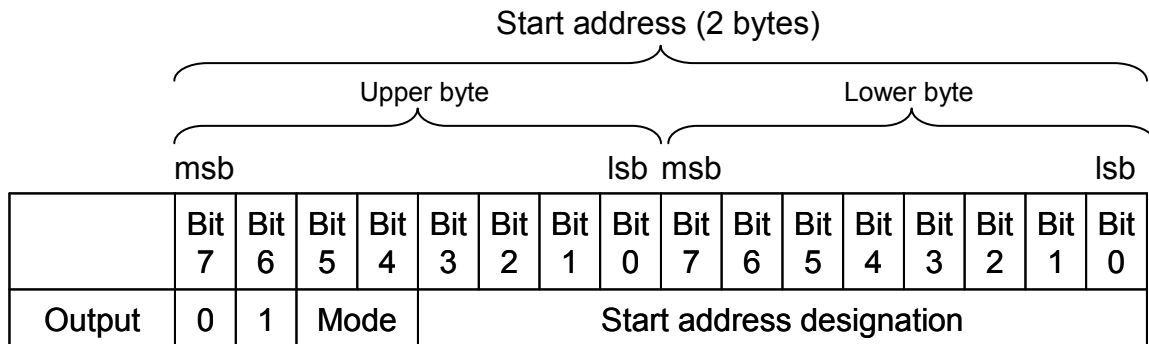 Start address (2 bytes)
Upper byte Lower byte
msb lsb msb lsb
Bit 7 Bit 6 Bit 5 Bit 4 Bit 3 Bit 2 Bit 1 Bit 0 Bit 7 Bit 6 Bit 5 Bit 4 Bit 3 Bit 2 Bit 1 Bit 0
Output 0 1 Mode Start address designation